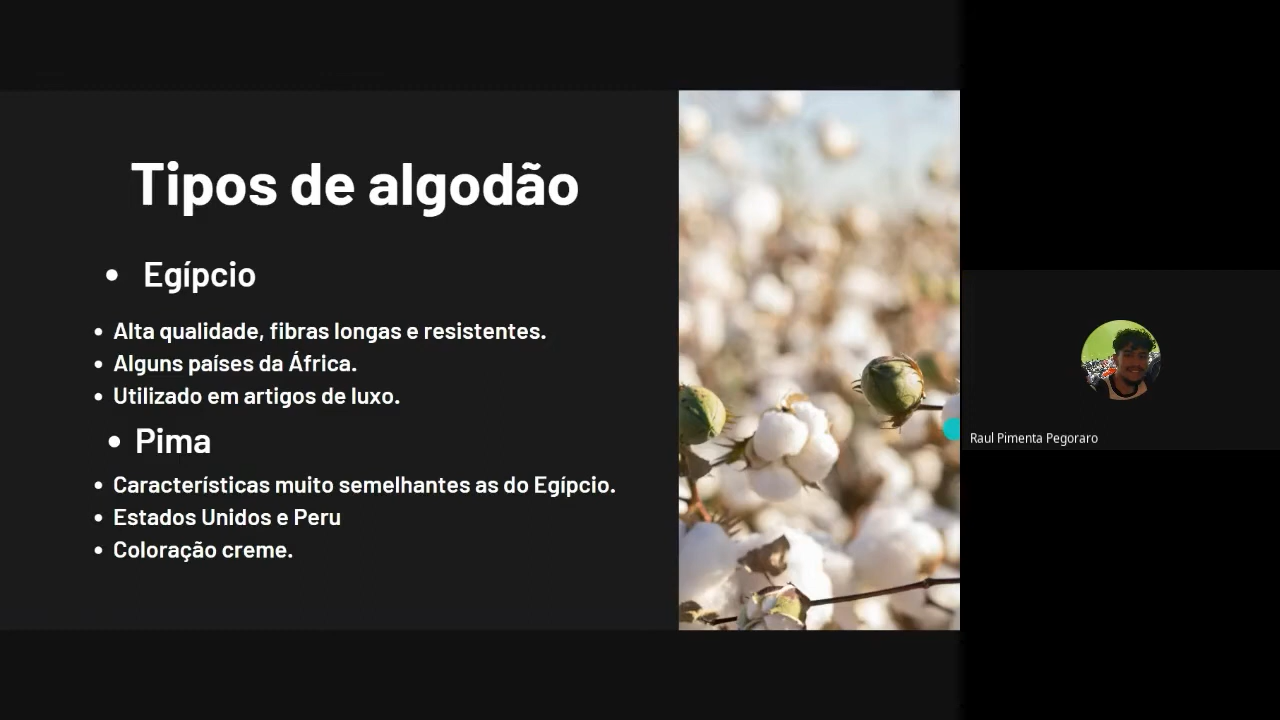 Tipos de algodão
• Egípcio
• Alta qualidade, fibras longas e resistentes.
• Alguns países da África.
• Utilizado em artigos de luxo.
• Pima
• Características muito semelhantes as do Egípcio.
• Estados Unidos e Peru
• Coloração creme.
Raul Pimenta Pegoraro